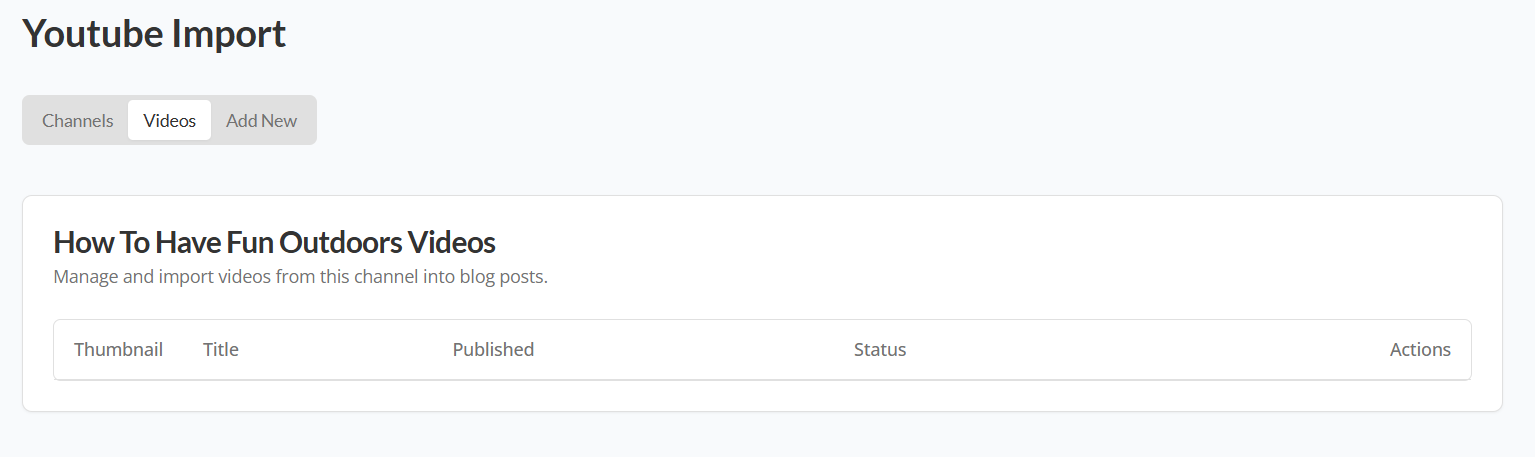 Youtube Import
Channels Videos Add New
How To Have Fun Outdoors Videos
Manage and import videos from this channel into blog posts.
Thumbnail Title Published Status Actions